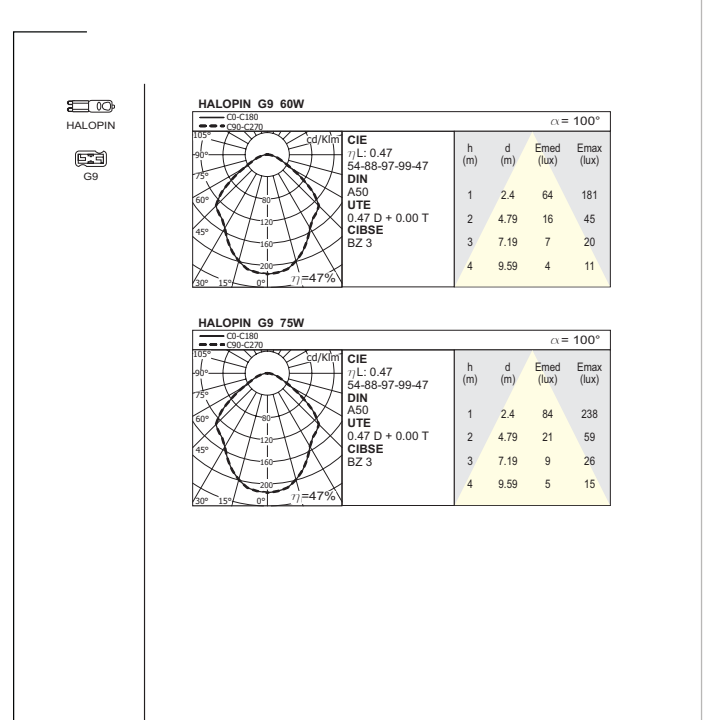 HALOPIN
G9
HALOPIN G9 60W
C0-C180
C90-C270
α = 100°
105°
90°
75°
60°
45°
30° 15° 0°
cd/Klm
80
120
160
200
η=47%
CIE
ηL: 0.47
54-88-97-99-47
DIN
A50
UTE
0.47 D + 0.00 T
CIBSE
BZ 3
h d Emed Emax
(m) (m) (lux) (lux)
1 2.4 64 181
2 4.79 16 45
3 7.19 7 20
4 9.59 4 11
HALOPIN G9 75W
C0-C180
C90-C270
α = 100°
105°
90°
75°
60°
45°
30° 15° 0°
cd/Klm
80
120
160
200
η=47%
CIE
ηL: 0.47
54-88-97-99-47
DIN
A50
UTE
0.47 D + 0.00 T
CIBSE
BZ 3
h d Emed Emax
(m) (m) (lux) (lux)
1 2.4 84 238
2 4.79 21 59
3 7.19 9 26
4 9.59 5 15